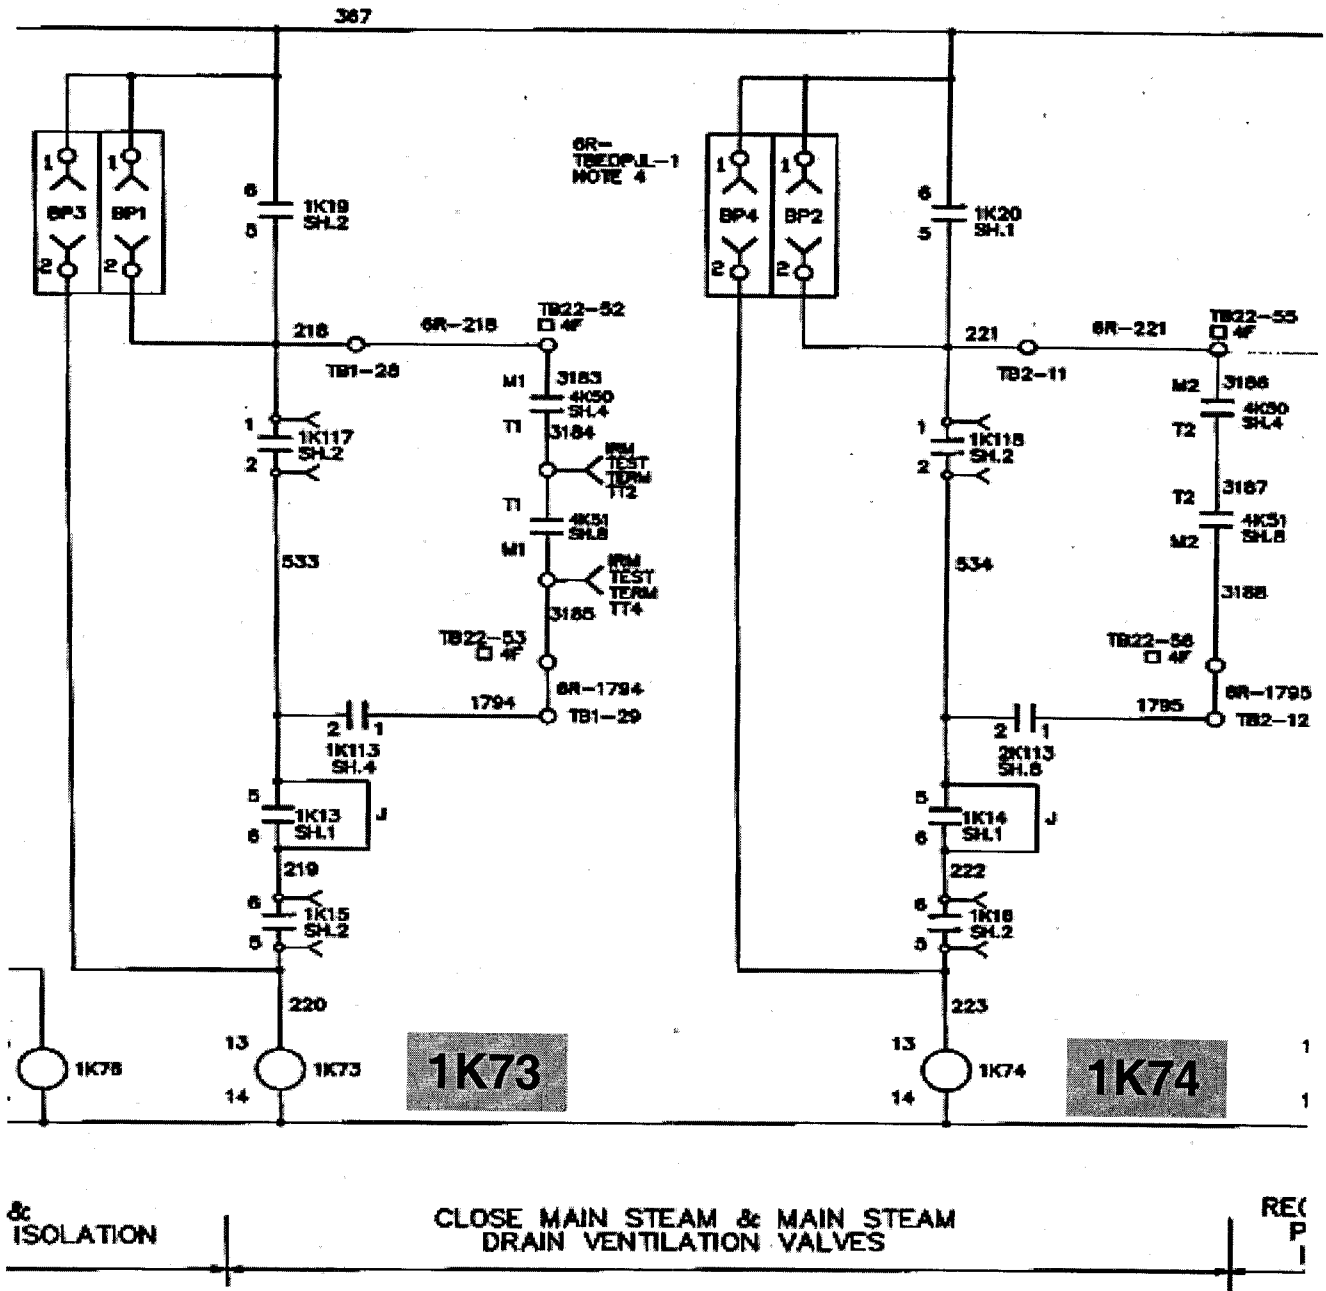 367
1
1
BP3
BP1
2
2
6
1K19
SH.2
5
6R-
NOTE 4
1
1
BP4
BP2
2
2
6
1K20
SH.1
5
218
6R-218
TB22-52
4F
TB1-28
221
6R-221
TB22-55
4F
TB2-11
M1
3183
4K50
SH.4
T1
3184
IRM
TEST
TERM
TT2
T1
4K51
SH.8
M1
IRM
TEST
TERM
TT4
3185
TB22-53
4F
6R-1794
1794
TB1-29
1
1K117
SH.2
2
533
2
1
1K113
SH.4
5
1K13
SH.1
J
6
219
6
1K15
SH.2
5
220
13
1K73
14
1K73
1K76
1
1K118
SH.2
2
534
M2
3186
4K50
SH.4
T2
3187
T2
4K51
SH.8
M2
3188
TB22-56
4F
6R-1795
1795
TB2-12
2
1
2K113
SH.8
5
1K14
SH.1
J
6
222
6
1K16
SH.2
5
223
13
1K74
14
1K74
1
1
&
ISOLATION
CLOSE MAIN STEAM & MAIN STEAM
DRAIN VENTILATION VALVES